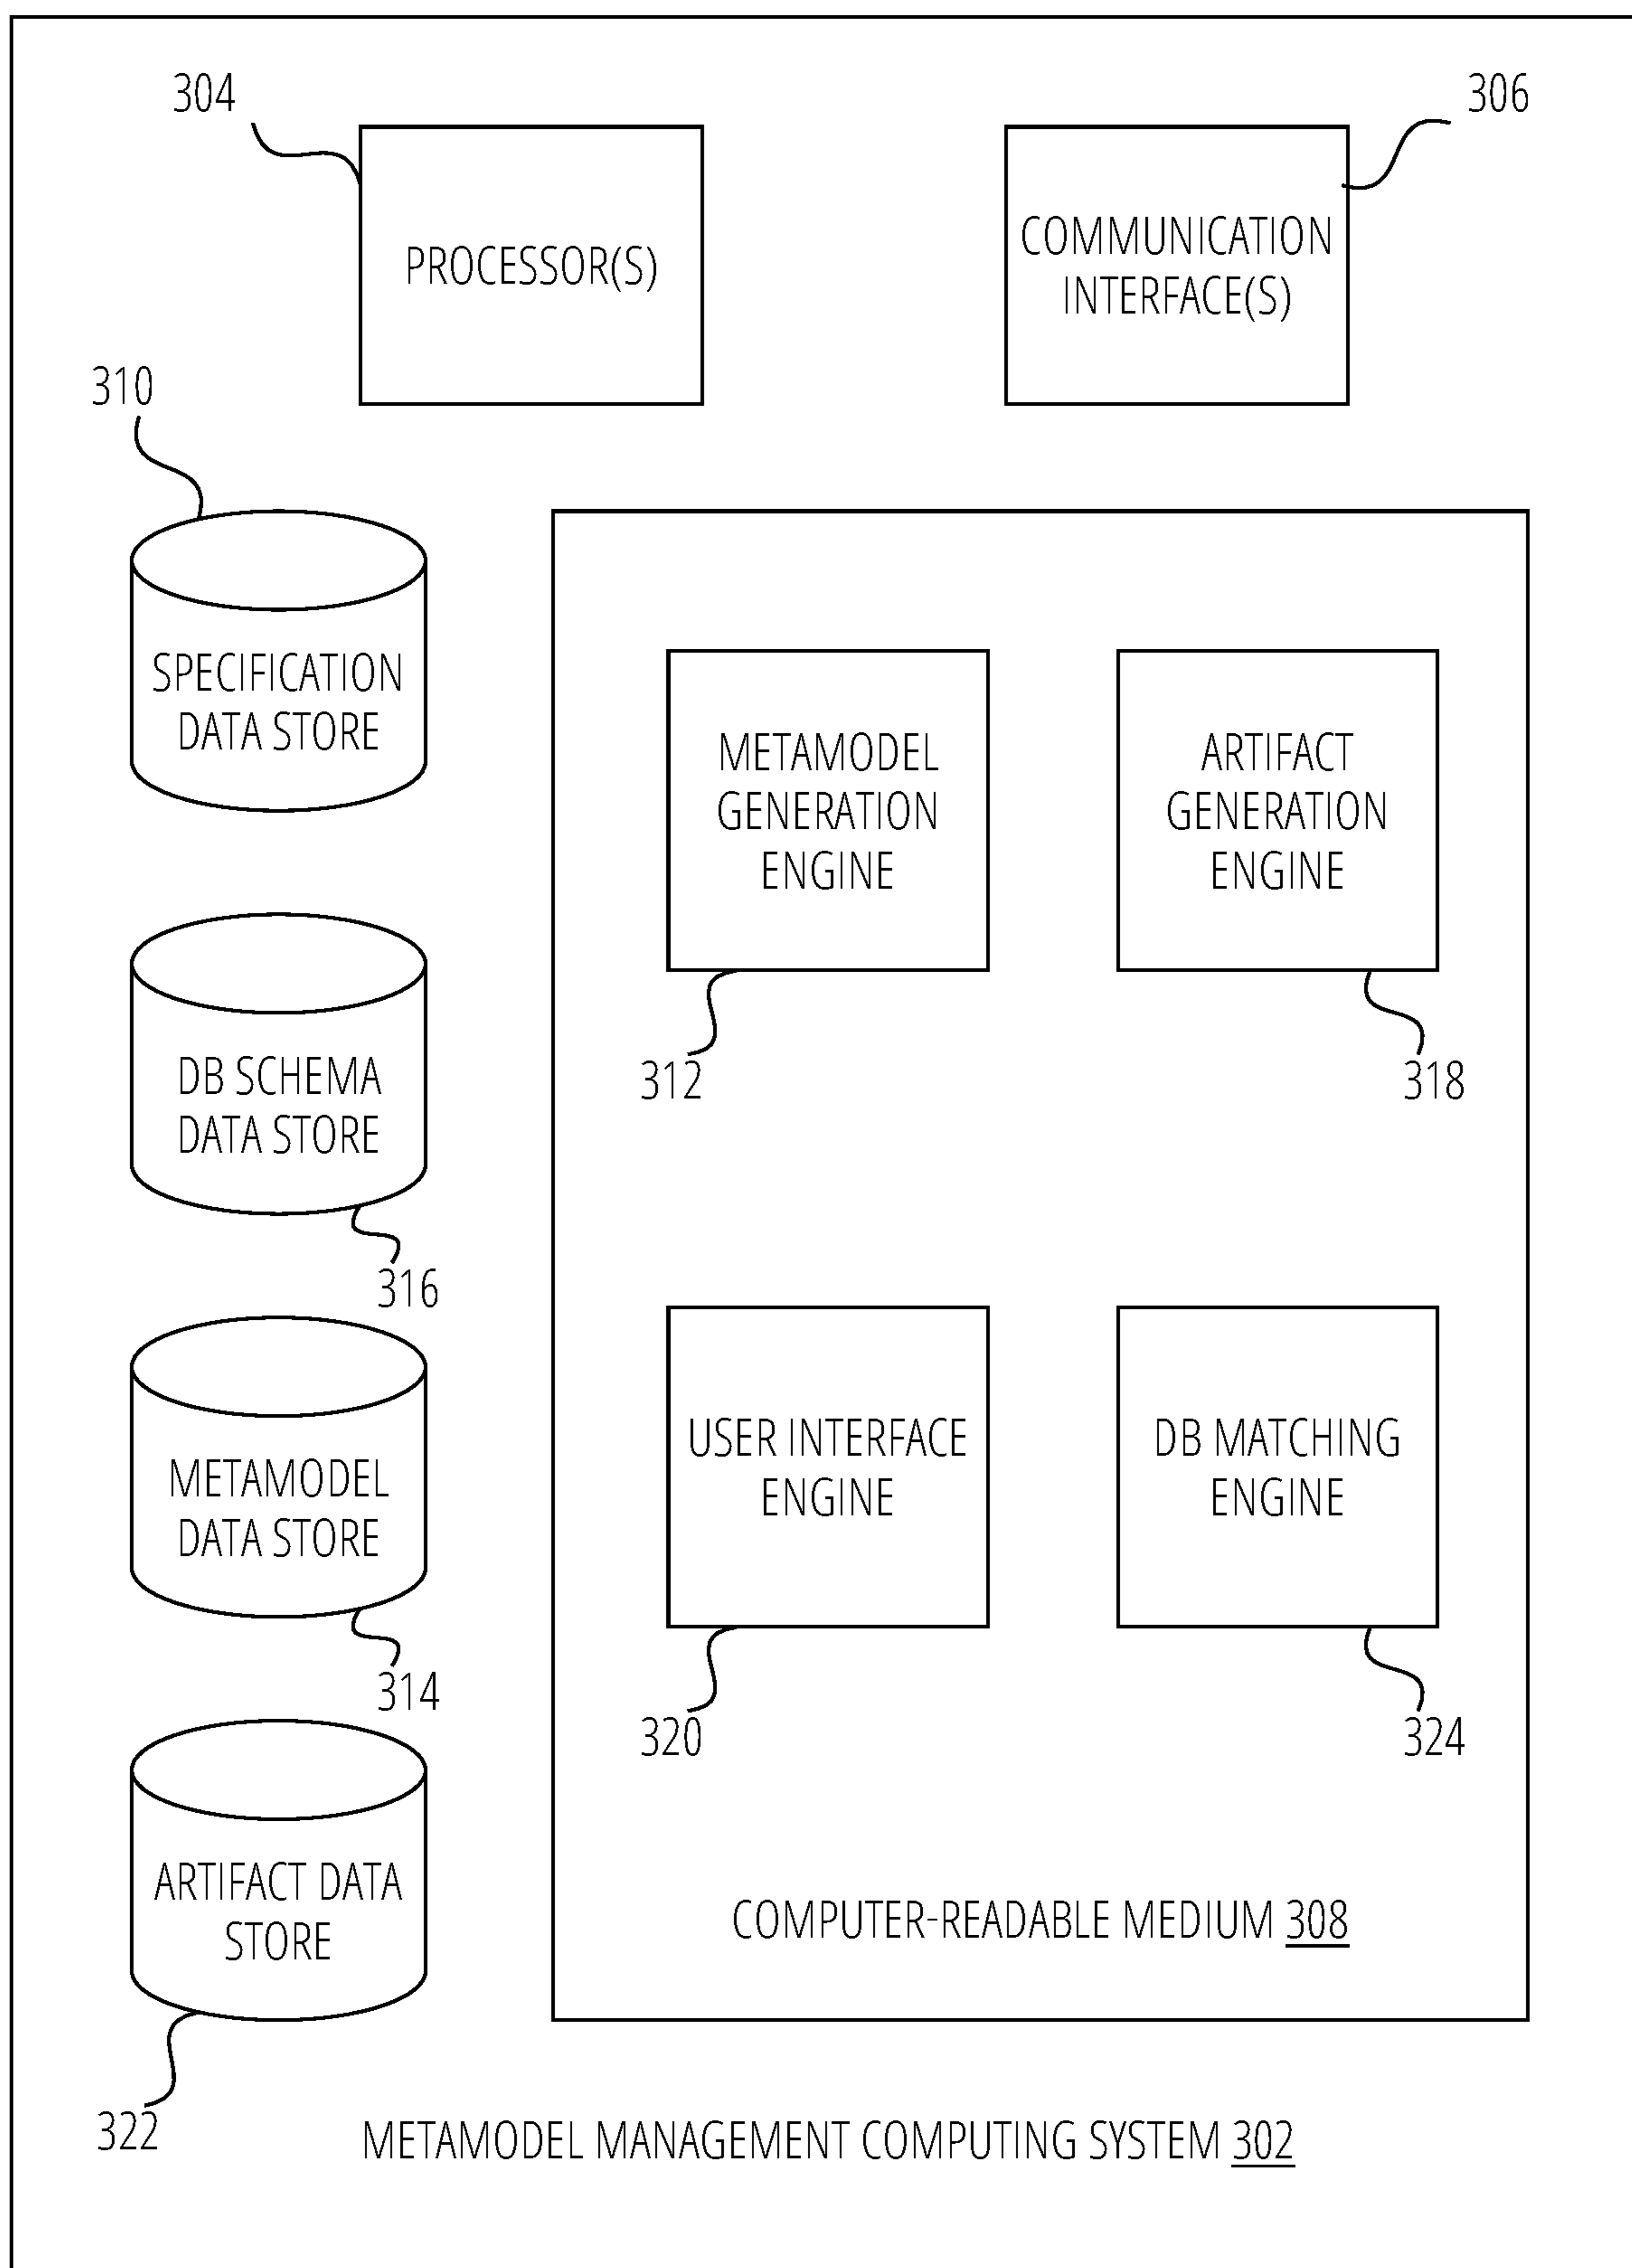 304
306
PROCESSOR(S)
COMMUNICATION
INTERFACE(S)
310
SPECIFICATION
DATA STORE
METAMODEL
GENERATION
ENGINE
312
ARTIFACT
GENERATION
ENGINE
318
DB SCHEMA
DATA STORE
316
METAMODEL
DATA STORE
314
USER INTERFACE
ENGINE
320
DB MATCHING
ENGINE
324
ARTIFACT DATA
STORE
322
COMPUTER-READABLE MEDIUM 308
METAMODEL MANAGEMENT COMPUTING SYSTEM 302